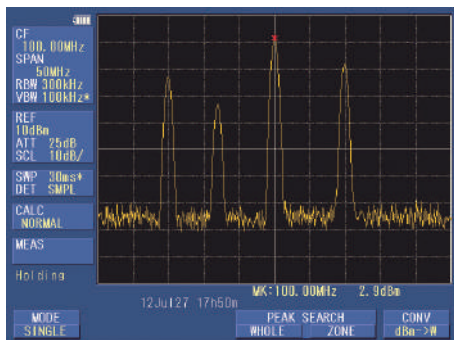 CF
100.00MHz
SPAN
50MHz
RBW 300kHz
VBW 100kHz*
REF
10dBm
ATT 25dB
SCL 10dB/
SWP 30ms*
DET SMPL
CALC
NORMAL
MEAS
Holding
MK:100.00MHz 2.9dBm
12Jul27 17h50m
MODE
SINGLE
PEAK SEARCH
WHOLE ZONE
CONV
dBm->W